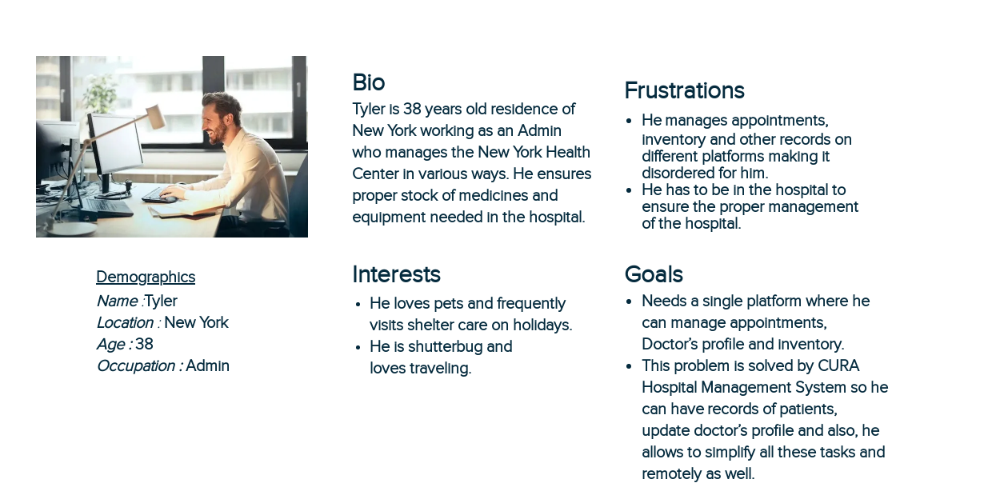 Bio
Tyler is 38 years old residence of
New York working as an Admin
who manages the New York Health
Center in various ways. He ensures
proper stock of medicines and
equipment needed in the hospital.
Frustrations
• He manages appointments,
inventory and other records on
different platforms making it
disordered for him.
• He has to be in the hospital to
ensure the proper management
of the hospital.
Demographics
Name :Tyler
Location : New York
Age : 38
Occupation : Admin
Interests
• He loves pets and frequently
visits shelter care on holidays.
• He is shutterbug and
loves traveling.
Goals
• Needs a single platform where he
can manage appointments,
Doctor’s profile and inventory.
• This problem is solved by CURA
Hospital Management System so he
can have records of patients,
update doctor’s profile and also, he
allows to simplify all these tasks and
remotely as well.